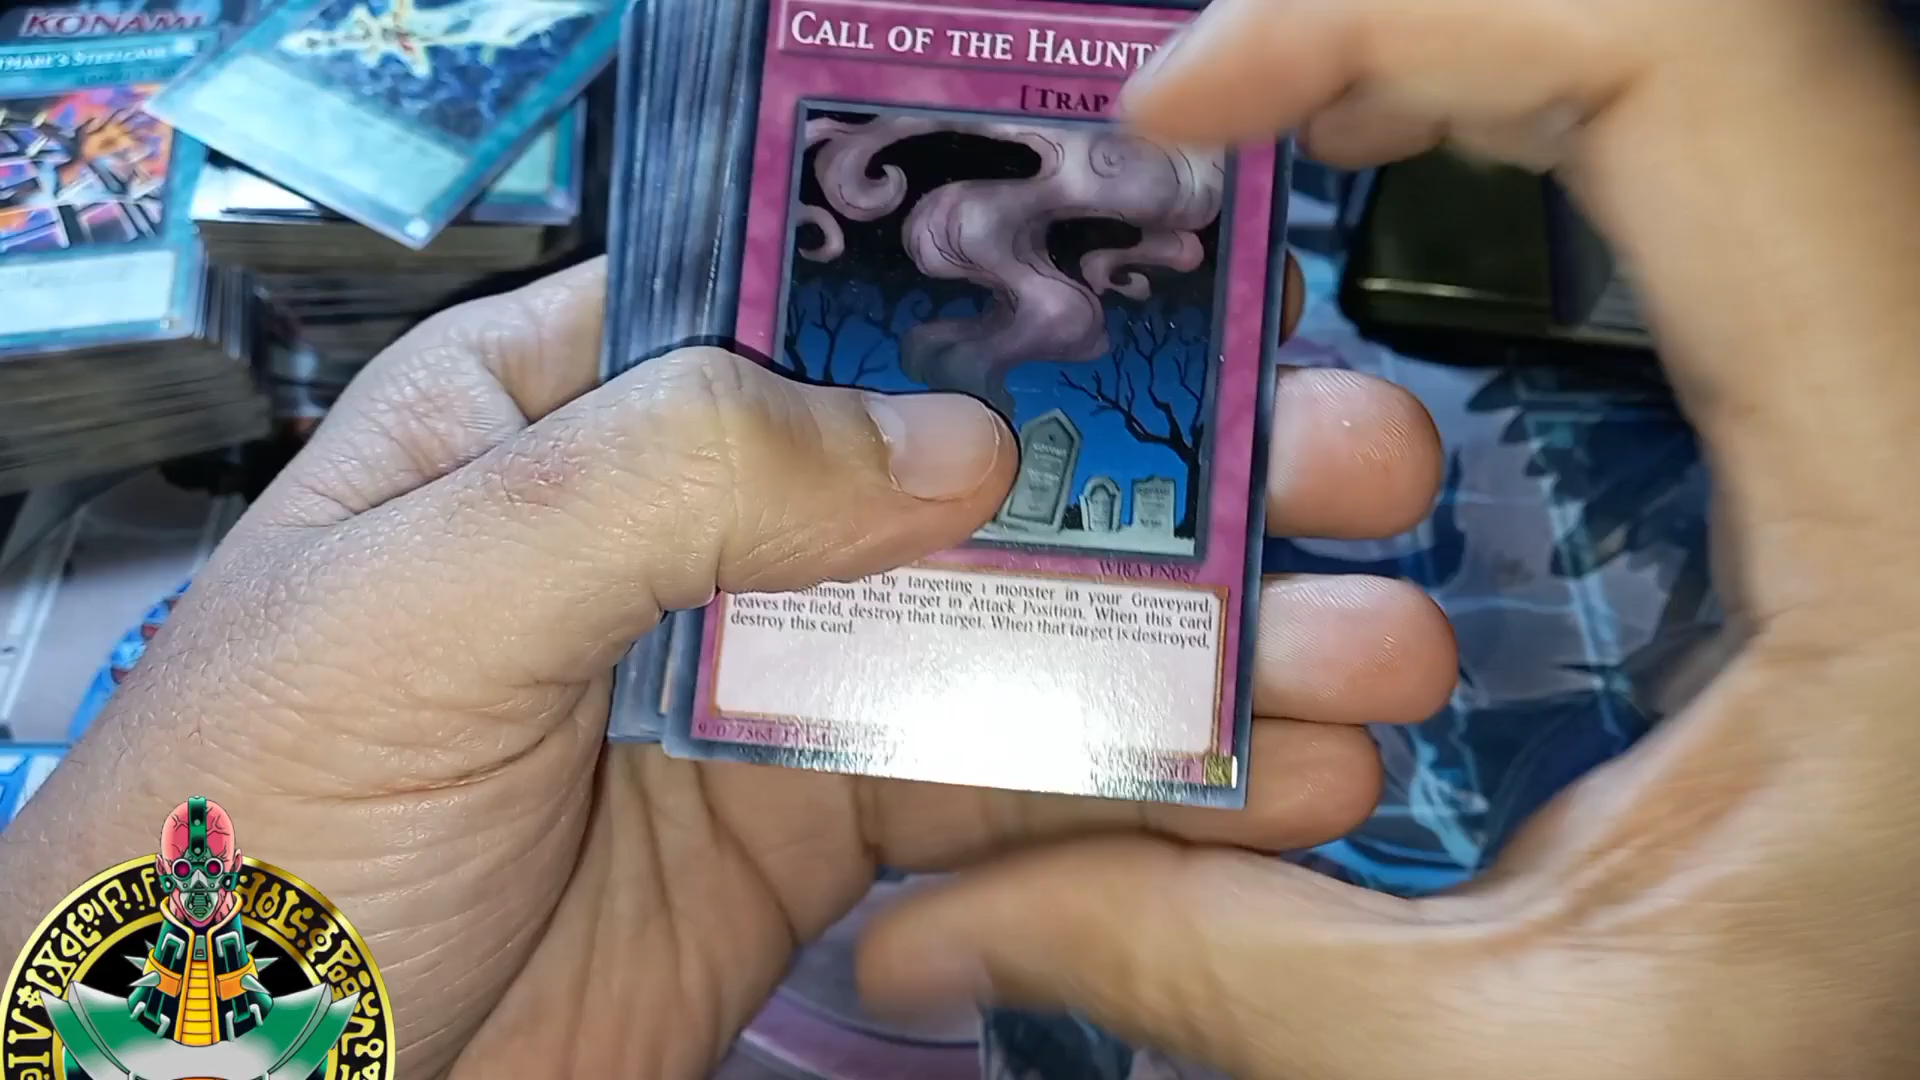 KONAMI
CALL OF THE HAUNT
[TRAP
WIRA-EN057
by targeting 1 monster in your Graveyard;
mmon that target in Attack Position. When this card
leaves the field, destroy that target. When that target is destroyed,
destroy this card.